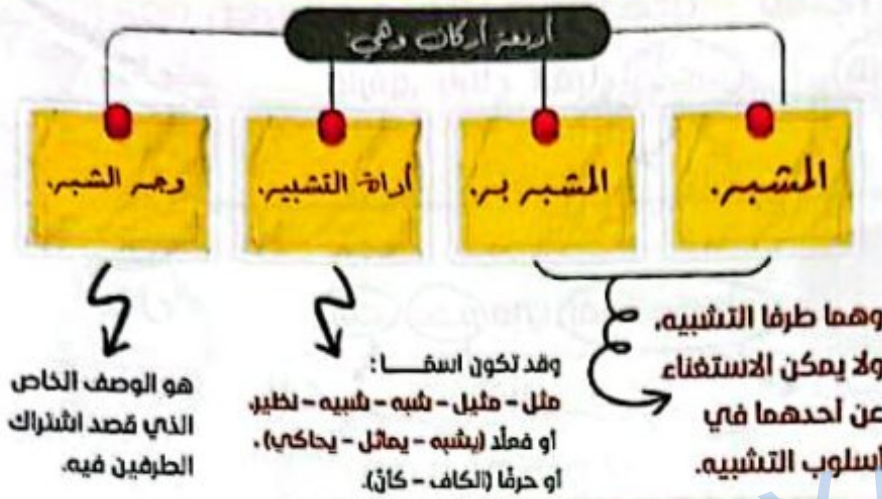 أربعة أركان وهي:
المشبه.
المشبه به.
أداة التشبيه.
وجه الشبه.
وهما طرفا التشبيه،
ولا يمكن الاستغناء
عن أحدهما في
أسلوب التشبيه.
وقد تكون اسمًا:
مثل - مثيل - شبه - شبيه - نظير،
أو فعلًا (يشبه - يماثل - يحاكي).
أو حرفًا (الكاف - كأن).
هو الوصف الخاص
الذي قصد اشتراك
الطرفين فيه.